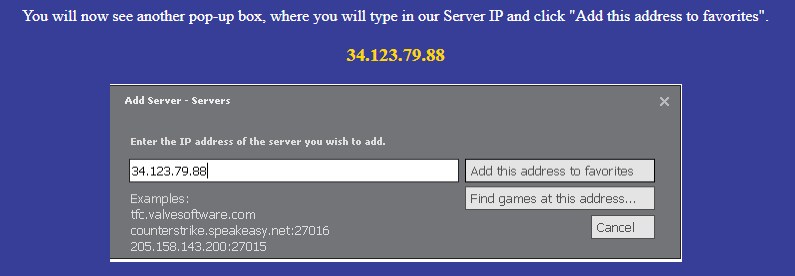 You will now see another pop-up box, where you will type in our Server IP and click "Add this address to favorites".
34.123.79.88
Add Server - Servers
Enter the IP address of the server you wish to add.
34.123.79.88
Add this address to favorites
Find games at this address...
Cancel
Examples:
tfc.valvesoftware.com
counterstrike.speakeasy.net:27016
205.158.143.200:27015